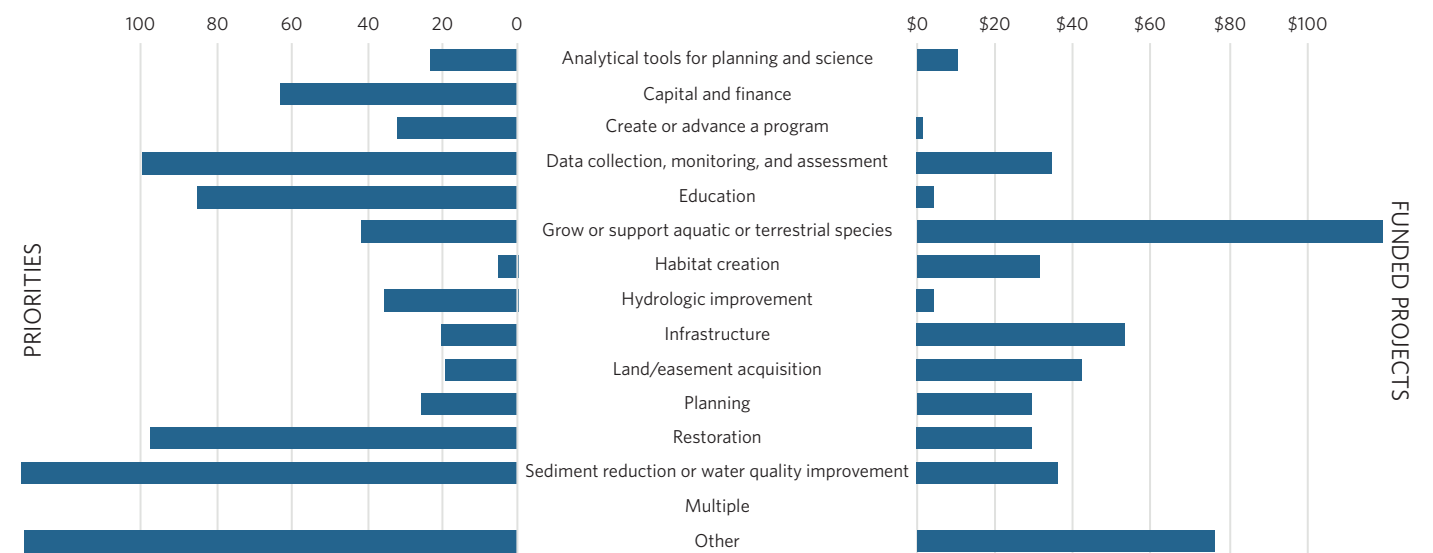 100 80 60 40 20 0 $0 $20 $40 $60 $80 $100
Analytical tools for planning and science
Capital and finance
Create or advance a program
Data collection, monitoring, and assessment
Education
Grow or support aquatic or terrestrial species
Habitat creation
Hydrologic improvement
Infrastructure
Land/easement acquisition
Planning
Restoration
Sediment reduction or water quality improvement
Multiple
Other
PRIORITIES
FUNDED PROJECTS